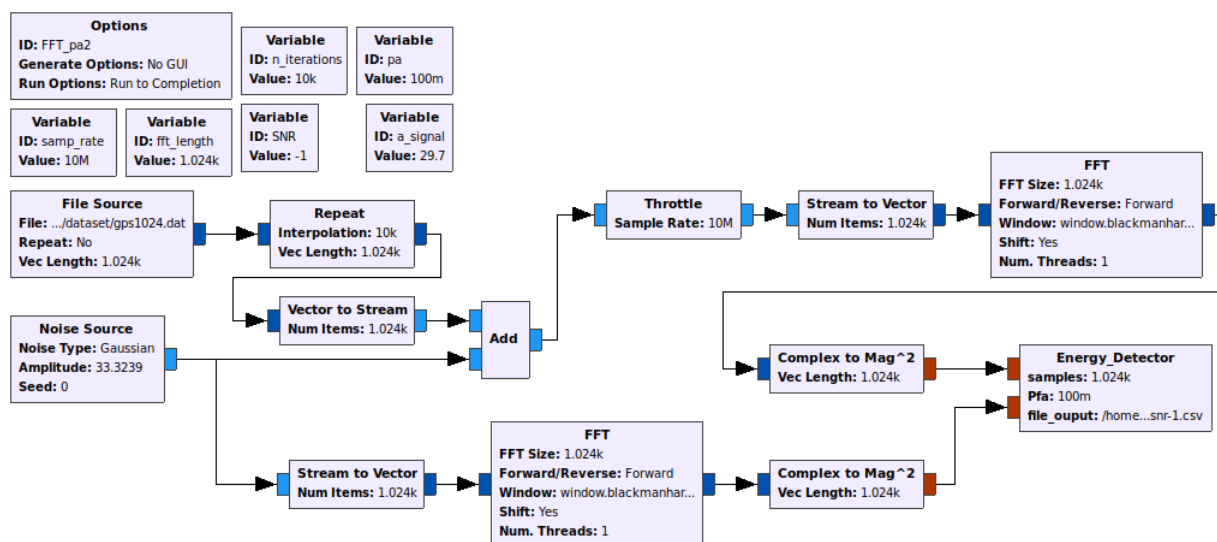 Options
ID: FFT_pa2
Generate Options: No GUI
Run Options: Run to Completion
Variable
ID: n_iterations
Value: 10k
Variable
ID: pa
Value: 100m
Variable
ID: samp_rate
Value: 10M
Variable
ID: fft_length
Value: 1.024k
Variable
ID: SNR
Value: -1
Variable
ID: a_signal
Value: 29.7
File Source
File: .../dataset/gps1024.dat
Repeat: No
Vec Length: 1.024k
Repeat
Interpolation: 10k
Vec Length: 1.024k
Throttle
Sample Rate: 10M
Stream to Vector
Num Items: 1.024k
FFT
FFT Size: 1.024k
Forward/Reverse: Forward
Window: window.blackmanhar...
Shift: Yes
Num. Threads: 1
Noise Source
Noise Type: Gaussian
Amplitude: 33.3239
Seed: 0
Vector to Stream
Num Items: 1.024k
Add
Complex to Mag^2
Vec Length: 1.024k
Energy_Detector
samples: 1.024k
Pfa: 100m
file_ouput: /home...snr-1.csv
Stream to Vector
Num Items: 1.024k
FFT
FFT Size: 1.024k
Forward/Reverse: Forward
Window: window.blackmanhar...
Shift: Yes
Num. Threads: 1
Complex to Mag^2
Vec Length: 1.024k